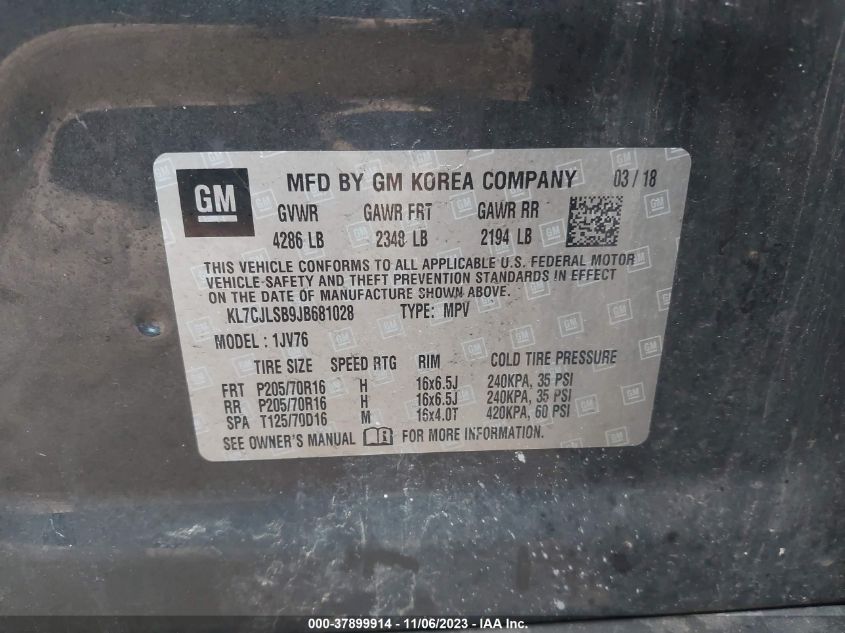 GM MFD BY GM KOREA COMPANY 03/18
GVWR GAWR FRT GAWR RR
4286 LB 2348 LB 2194 LB
THIS VEHICLE CONFORMS TO ALL APPLICABLE U.S. FEDERAL MOTOR
VEHICLE SAFETY AND THEFT PREVENTION STANDARDS IN EFFECT
ON THE DATE OF MANUFACTURE SHOWN ABOVE.
KL7CJLSB9JB681028 TYPE: MPV
MODEL: 1JV76
TIRE SIZE SPEED RTG RIM COLD TIRE PRESSURE
FRT P205/70R16 H 16x6.5J 240KPA, 35 PSI
RR P205/70R16 H 16x6.5J 240KPA, 35 PSI
SPA T125/70D16 M 16x4.0T 420KPA, 60 PSI
SEE OWNER'S MANUAL FOR MORE INFORMATION.
000-37899914 - 11/06/2023 - IAA Inc.